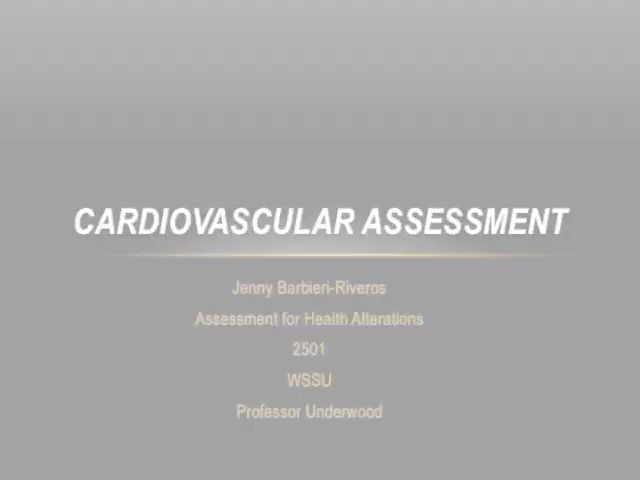 CARDIOVASCULAR ASSESSMENT
Jenny Barbieri-Riveros
Assessment for Health Alterations
2501
WSSU
Professor Underwood